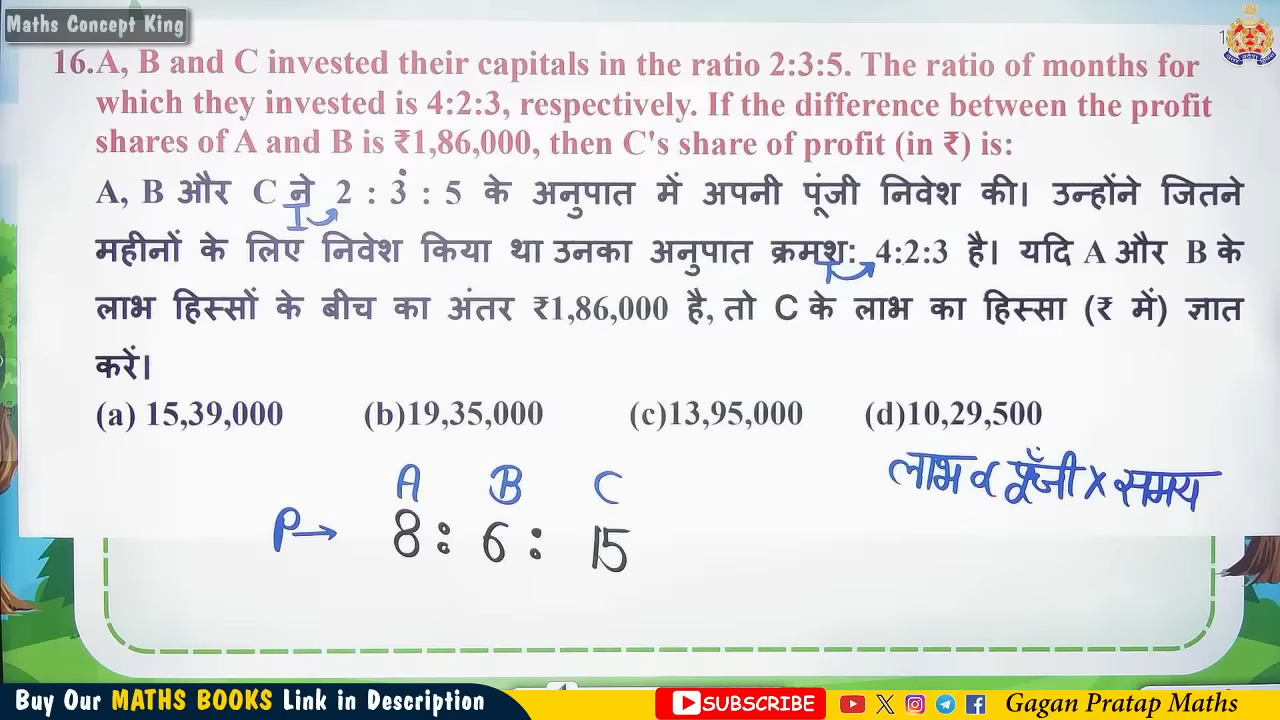 Maths Concept King
16.A, B and C invested their capitals in the ratio 2:3:5. The ratio of months for
which they invested is 4:2:3, respectively. If the difference between the profit
shares of A and B is ₹1,86,000, then C's share of profit (in ₹) is:
A, B और C ने 2 : 3 : 5 के अनुपात में अपनी पूंजी निवेश की। उन्होंने जितने
I
महीनों के लिए निवेश किया था उनका अनुपात क्रमश: 4:2:3 है। यदि A और B के
T
लाभ हिस्सों के बीच का अंतर ₹1,86,000 है, तो C के लाभ का हिस्सा (₹ में) ज्ञात
करें।
(a) 15,39,000 (b)19,35,000 (c)13,95,000 (d)10,29,500
लाभ α पूँजी × समय
A B C
P→ 8 : 6 : 15
Buy Our MATHS BOOKS Link in Description SUBSCRIBE Gagan Pratap Maths